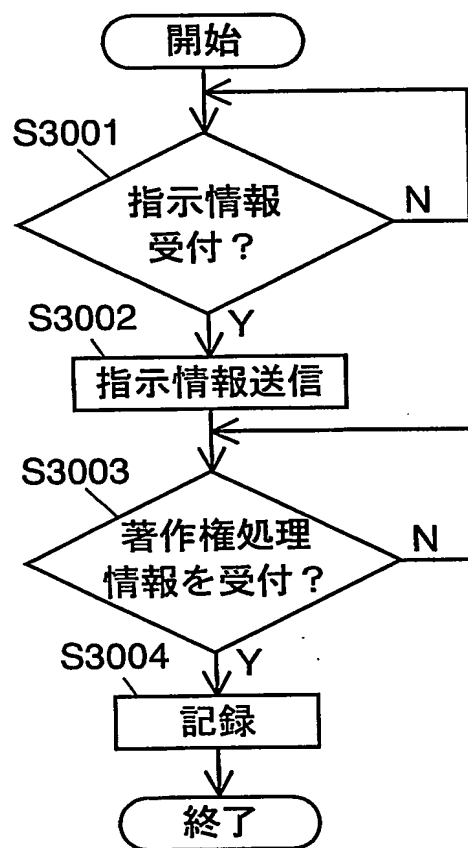 開始
S3001
指示情報
受付？
N
S3002
Y
指示情報送信
S3003
著作権処理
情報を受付？
N
S3004
Y
記録
終了